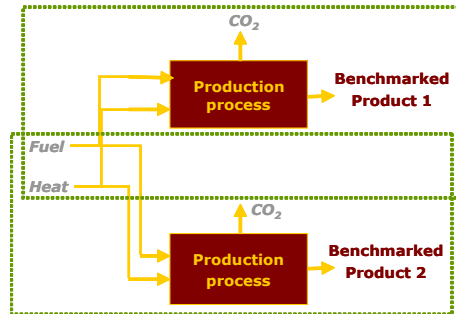 CO2
Production
process
Benchmarked
Product 1
Fuel
Heat
CO2
Production
process
Benchmarked
Product 2